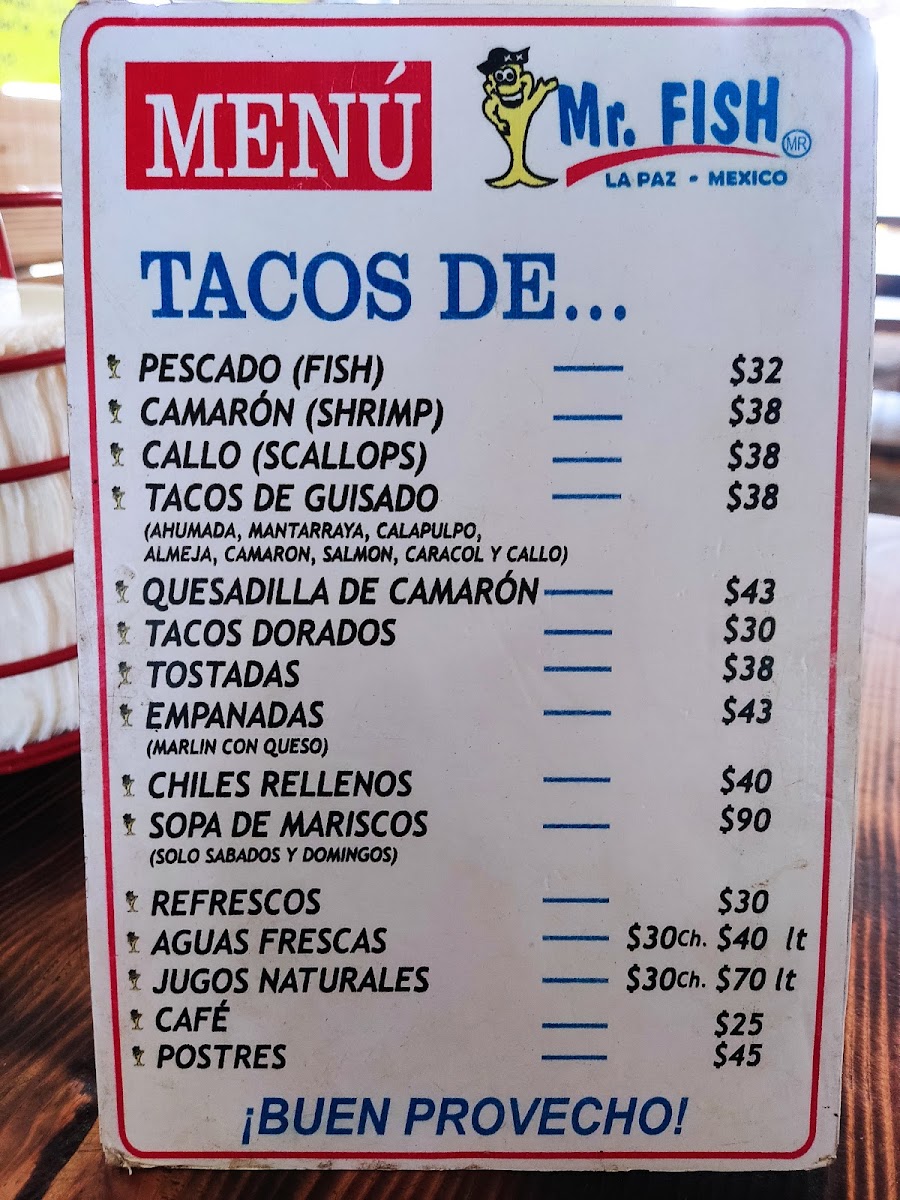 MENÚ
Mr. FISH
MR
LA PAZ - MEXICO
TACOS DE...
PESCADO (FISH) $32
CAMARÓN (SHRIMP) $38
CALLO (SCALLOPS) $38
TACOS DE GUISADO $38
(AHUMADA, MANTARRAYA, CALAPULPO,
ALMEJA, CAMARON, SALMON, CARACOL Y CALLO)
QUESADILLA DE CAMARÓN $43
TACOS DORADOS $30
TOSTADAS $38
EMPANADAS $43
(MARLIN CON QUESO)
CHILES RELLENOS $40
SOPA DE MARISCOS $90
(SOLO SABADOS Y DOMINGOS)
REFRESCOS $30
AGUAS FRESCAS $30Ch. $40 lt
JUGOS NATURALES $30Ch. $70 lt
CAFÉ $25
POSTRES $45
¡BUEN PROVECHO!